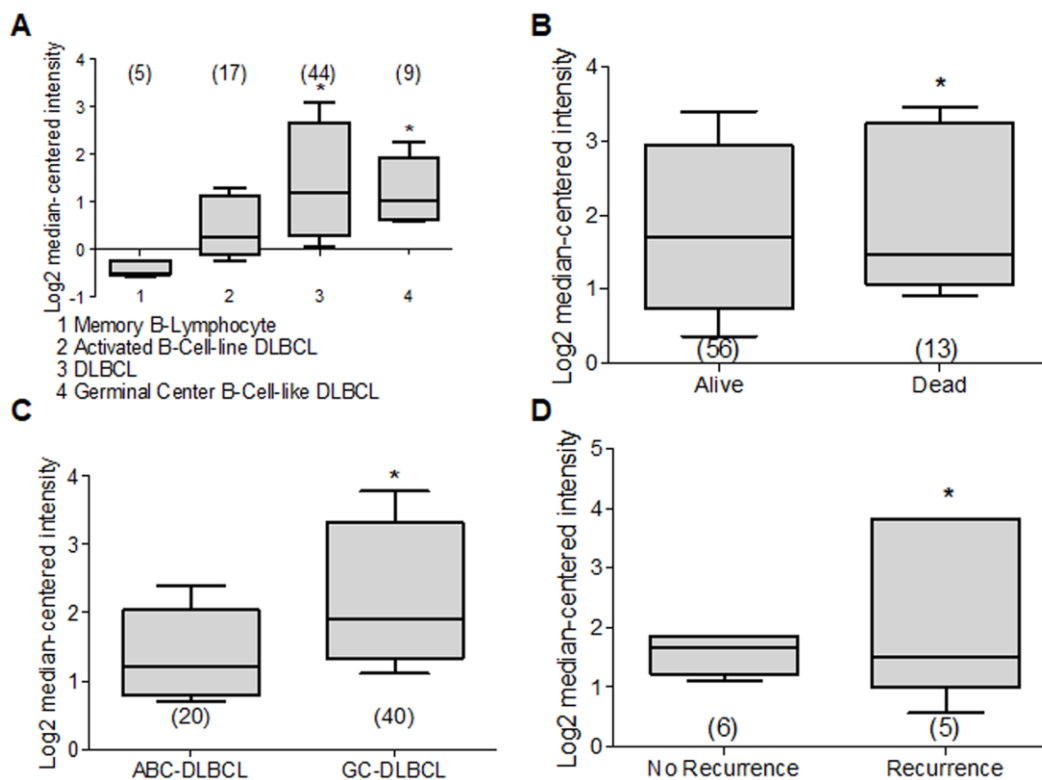 A
Log2 median- centered intensity
4
3
2
1
0
-1
(5) (17) (44) (9)
* *
1 2 3 4
1 Memory B-Lymphocyte
2 Activated B-Cell-line DLBCL
3 DLBCL
4 Germinal Center B-Cell-like DLBCL
B
Log2 median-centered intensity
4
3
2
1
0
*
(56) (13)
Alive Dead
C
Log2 median-centered intensity
4
3
2
1
0
*
(20) (40)
ABC-DLBCL GC-DLBCL
D
Log2 median-centered intensity
5
4
3
2
1
0
*
(6) (5)
No Recurrence Recurrence